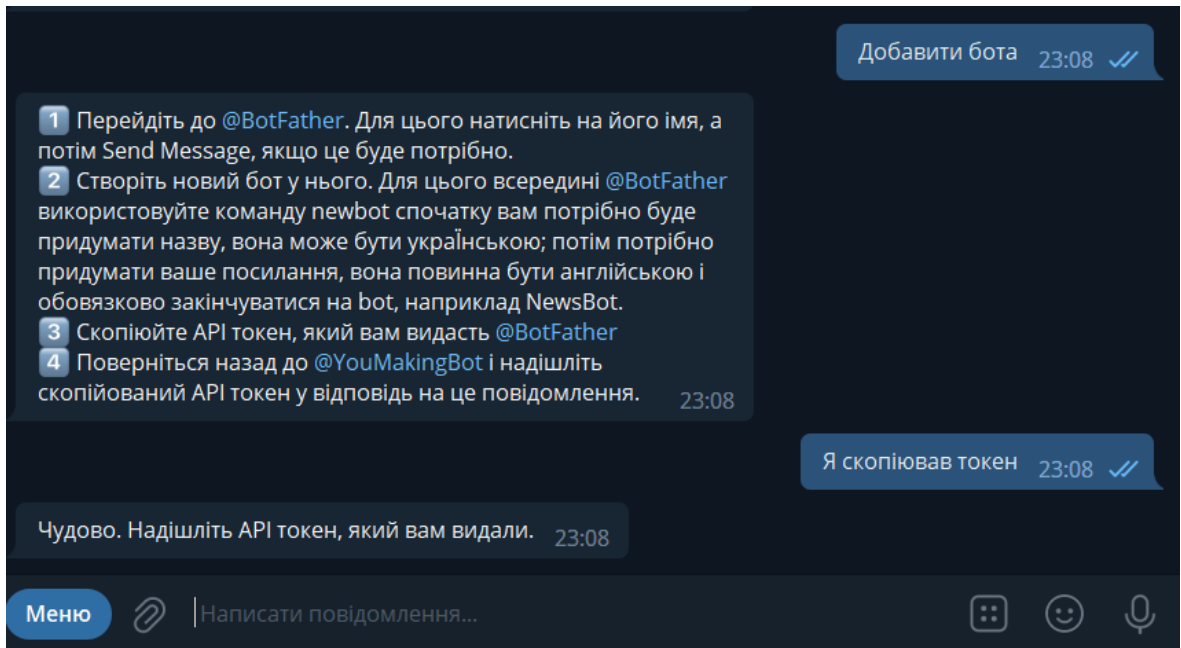 Добавити бота 23:08
1 Перейдіть до @BotFather. Для цього натисніть на його імя, а
потім Send Message, якщо це буде потрібно.
2 Створіть новий бот у нього. Для цього всередині @BotFather
використовуйте команду newbot спочатку вам потрібно буде
придумати назву, вона може бути украЇнською; потім потрібно
придумати ваше посилання, вона повинна бути англійською і
обовязково закінчуватися на bot, наприклад NewsBot.
3 Скопіюйте API токен, який вам видасть @BotFather
4 Поверніться назад до @YouMakingBot і надішліть
скопійований API токен у відповідь на це повідомлення. 23:08
Я скопіював токен 23:08
Чудово. Надішліть API токен, який вам видали. 23:08
Меню Написати повідомлення...